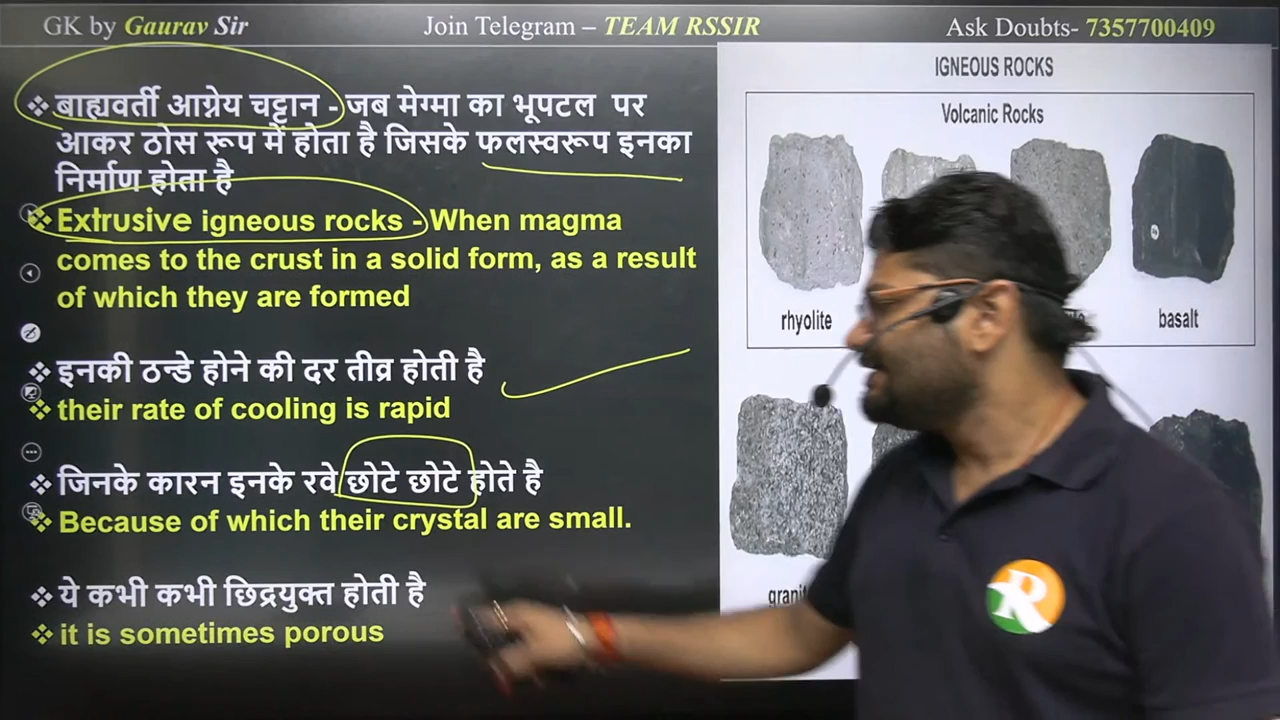 GK by Gaurav Sir
Join Telegram – TEAM RSSIR
Ask Doubts- 7357700409
❖ बाह्यवर्ती आग्नेय चट्टान - जब मेग्मा का भूपटल पर
आकर ठोस रूप में होता है जिसके फलस्वरूप इनका
निर्माण होता है
❖ Extrusive igneous rocks - When magma
comes to the crust in a solid form, as a result
of which they are formed
❖ इनकी ठन्डे होने की दर तीव्र होती है
❖ their rate of cooling is rapid
❖ जिनके कारन इनके रवे छोटे छोटे होते है
❖ Because of which their crystal are small.
❖ ये कभी कभी छिद्रयुक्त होती है
❖ it is sometimes porous
IGNEOUS ROCKS
Volcanic Rocks
rhyolite
basalt
R